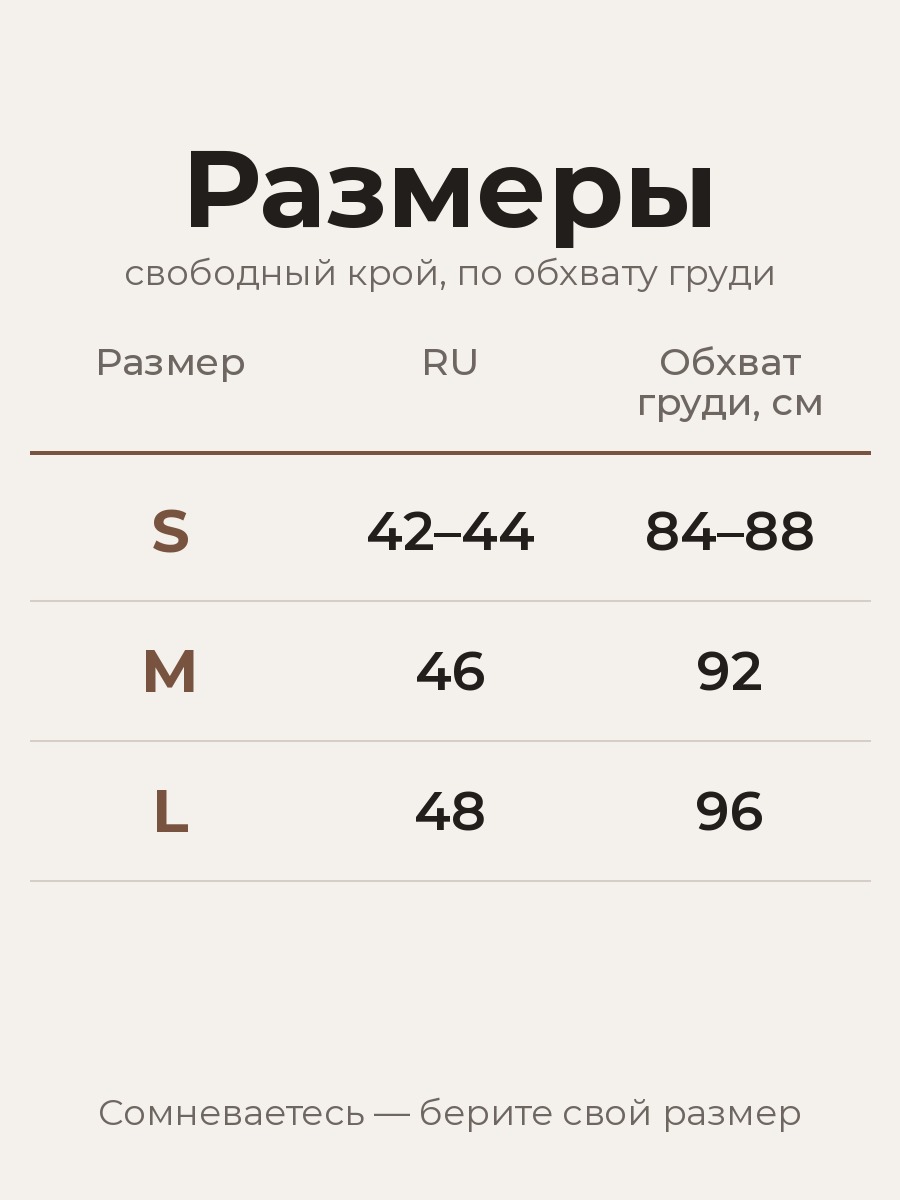 Размеры
свободный крой, по обхвату груди
Размер RU Обхват
груди, см
S 42–44 84–88
M 46 92
L 48 96
Сомневаетесь — берите свой размер